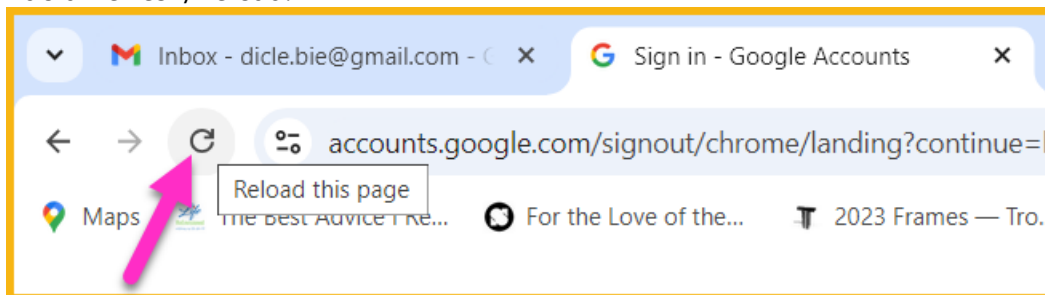 Inbox - dicle.bie@gmail.com -
Sign in - Google Accounts
accounts.google.com/signout/chrome/landing?continue=
Reload this page
Maps
The Best Advice I Re...
For the Love of the...
2023 Frames — Tro.